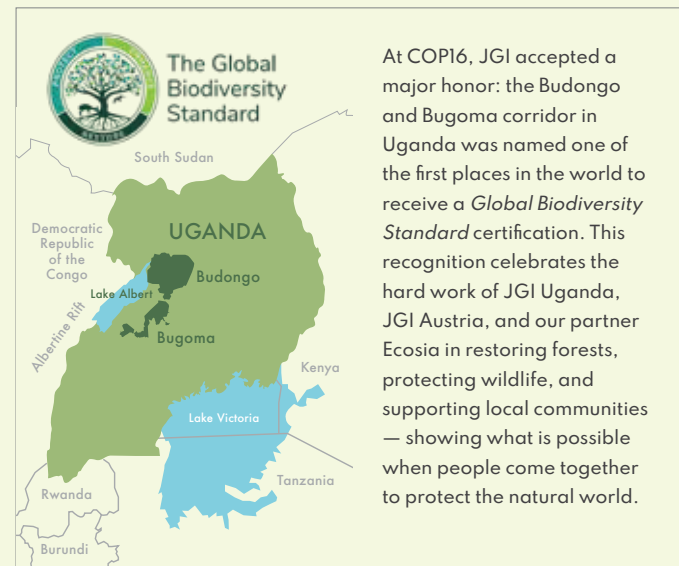 PROTECT
ENHANCE
RESTORE
The Global
Biodiversity
Standard
South Sudan
Democratic
Republic
of the
Congo
UGANDA
Budongo
Lake Albert
Albertine Rift
Bugoma
Kenya
Lake Victoria
Tanzania
Rwanda
Burundi
At COP16, JGI accepted a
major honor: the Budongo
and Bugoma corridor in
Uganda was named one of
the first places in the world to
receive a Global Biodiversity
Standard certification. This
recognition celebrates the
hard work of JGI Uganda,
JGI Austria, and our partner
Ecosia in restoring forests,
protecting wildlife, and
supporting local communities
— showing what is possible
when people come together
to protect the natural world.